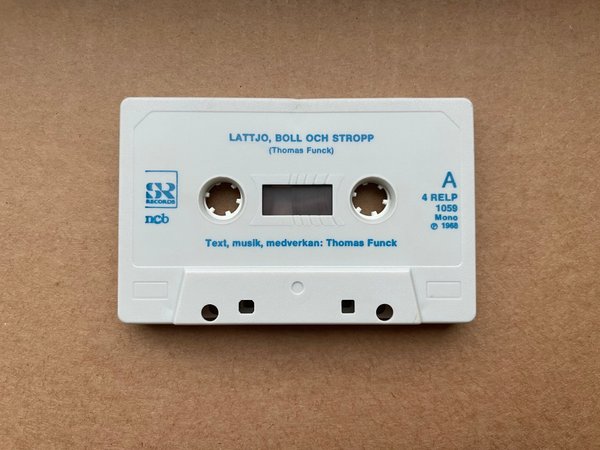 LATTJO, BOLL OCH STROPP
(Thomas Funck)
SR
RECORDS
ncb
A
4 RELP
1059
Mono
℗ 1968
Text, musik, medverkan: Thomas Funck